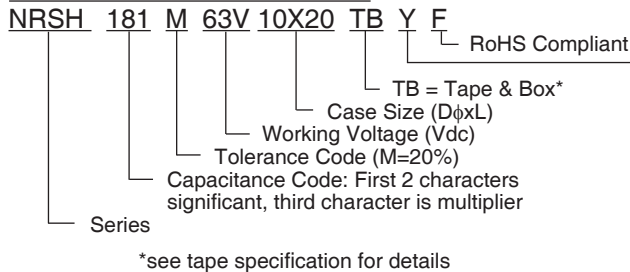 NRSH 181 M 63V 10X20 TB Y F
RoHS Compliant
TB = Tape & Box*
Case Size (DϕxL)
Working Voltage (Vdc)
Tolerance Code (M=20%)
Capacitance Code: First 2 characters
significant, third character is multiplier
Series
*see tape specification for details